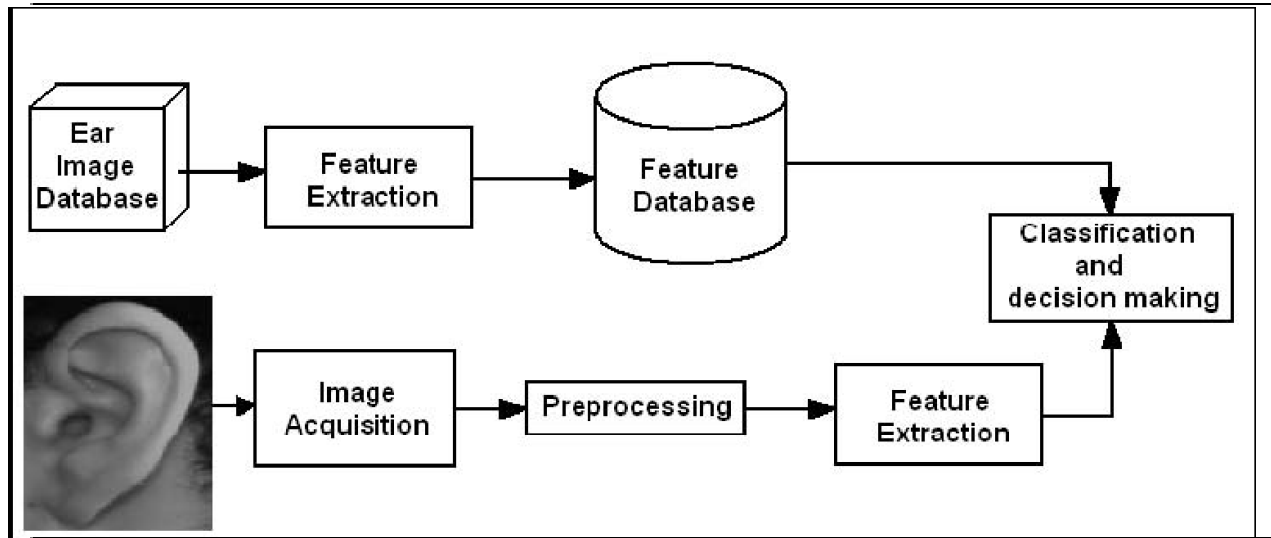 Ear
Image
Database
Feature
Extraction
Feature
Database
Classification
and
decision making
Image
Acquisition
Preprocessing
Feature
Extraction